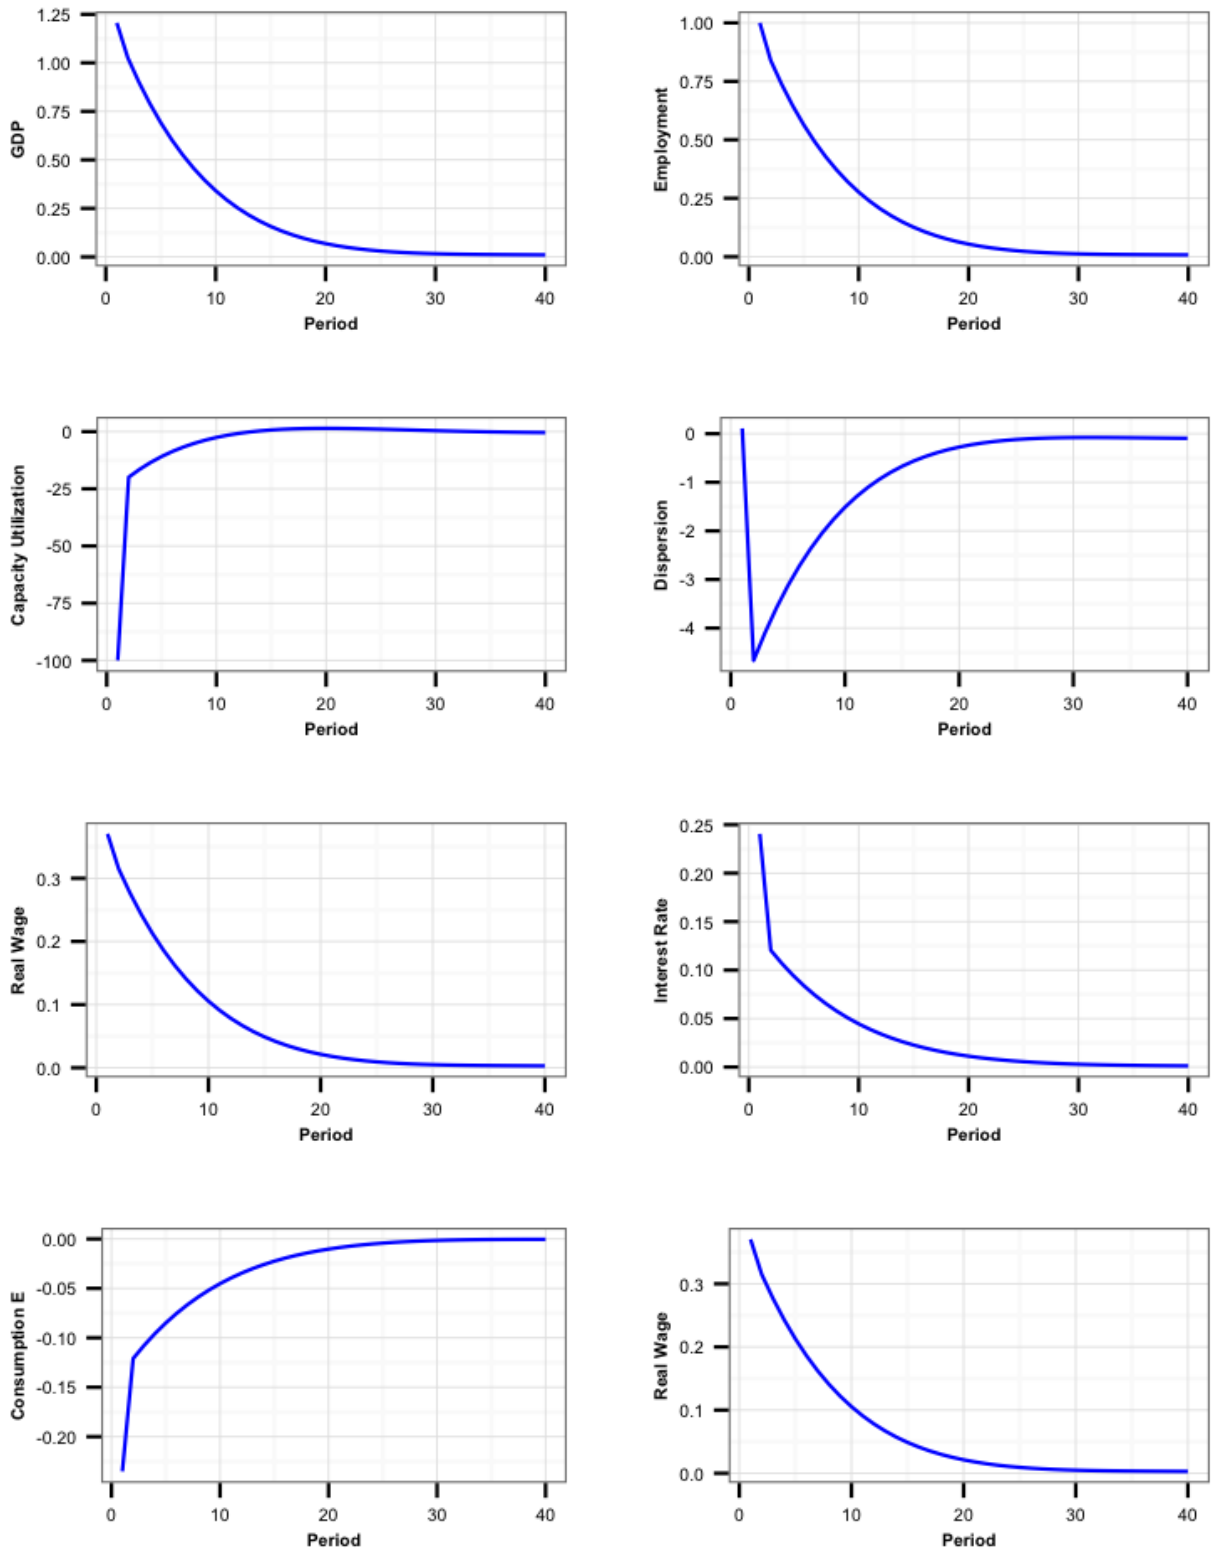 GDP
1.25
1.00
0.75
0.50
0.25
0.00
0 10 20 30 40
Period
Employment
1.00
0.75
0.50
0.25
0.00
0 10 20 30 40
Period
Capacity Utilization
0
-25
-50
-75
-100
0 10 20 30 40
Period
Dispersion
0
-1
-2
-3
-4
0 10 20 30 40
Period
Real Wage
0.3
0.2
0.1
0.0
0 10 20 30 40
Period
Interest Rate
0.25
0.20
0.15
0.10
0.05
0.00
0 10 20 30 40
Period
Consumption E
0.00
-0.05
-0.10
-0.15
-0.20
0 10 20 30 40
Period
Real Wage
0.3
0.2
0.1
0.0
0 10 20 30 40
Period